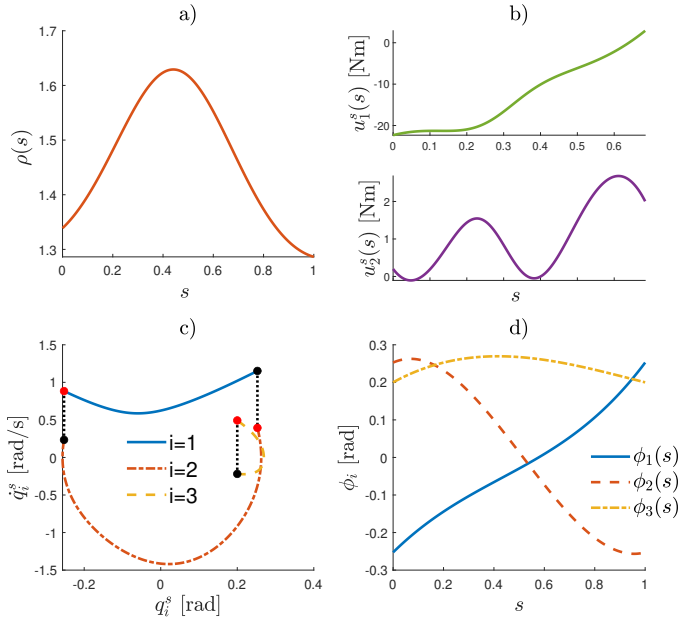 a)
1.7
1.6
1.5
1.4
1.3
ρ(s)
0 0.2 0.4 0.6 0.8 1
s
b)
0
-10
-20
u₁ˢ(s) [Nm]
0 0.1 0.2 0.3 0.4 0.5 0.6
2
1
0
u₂ˢ(s) [Nm]
s
c)
1.5
1
0.5
0
-0.5
-1
-1.5
q̇ᵢˢ [rad/s]
i=1
i=2
i=3
-0.2 0 0.2 0.4
qᵢˢ [rad]
d)
0.3
0.2
0.1
0
-0.1
-0.2
-0.3
ϕᵢ [rad]
ϕ₁(s)
ϕ₂(s)
ϕ₃(s)
0 0.2 0.4 0.6 0.8 1
s